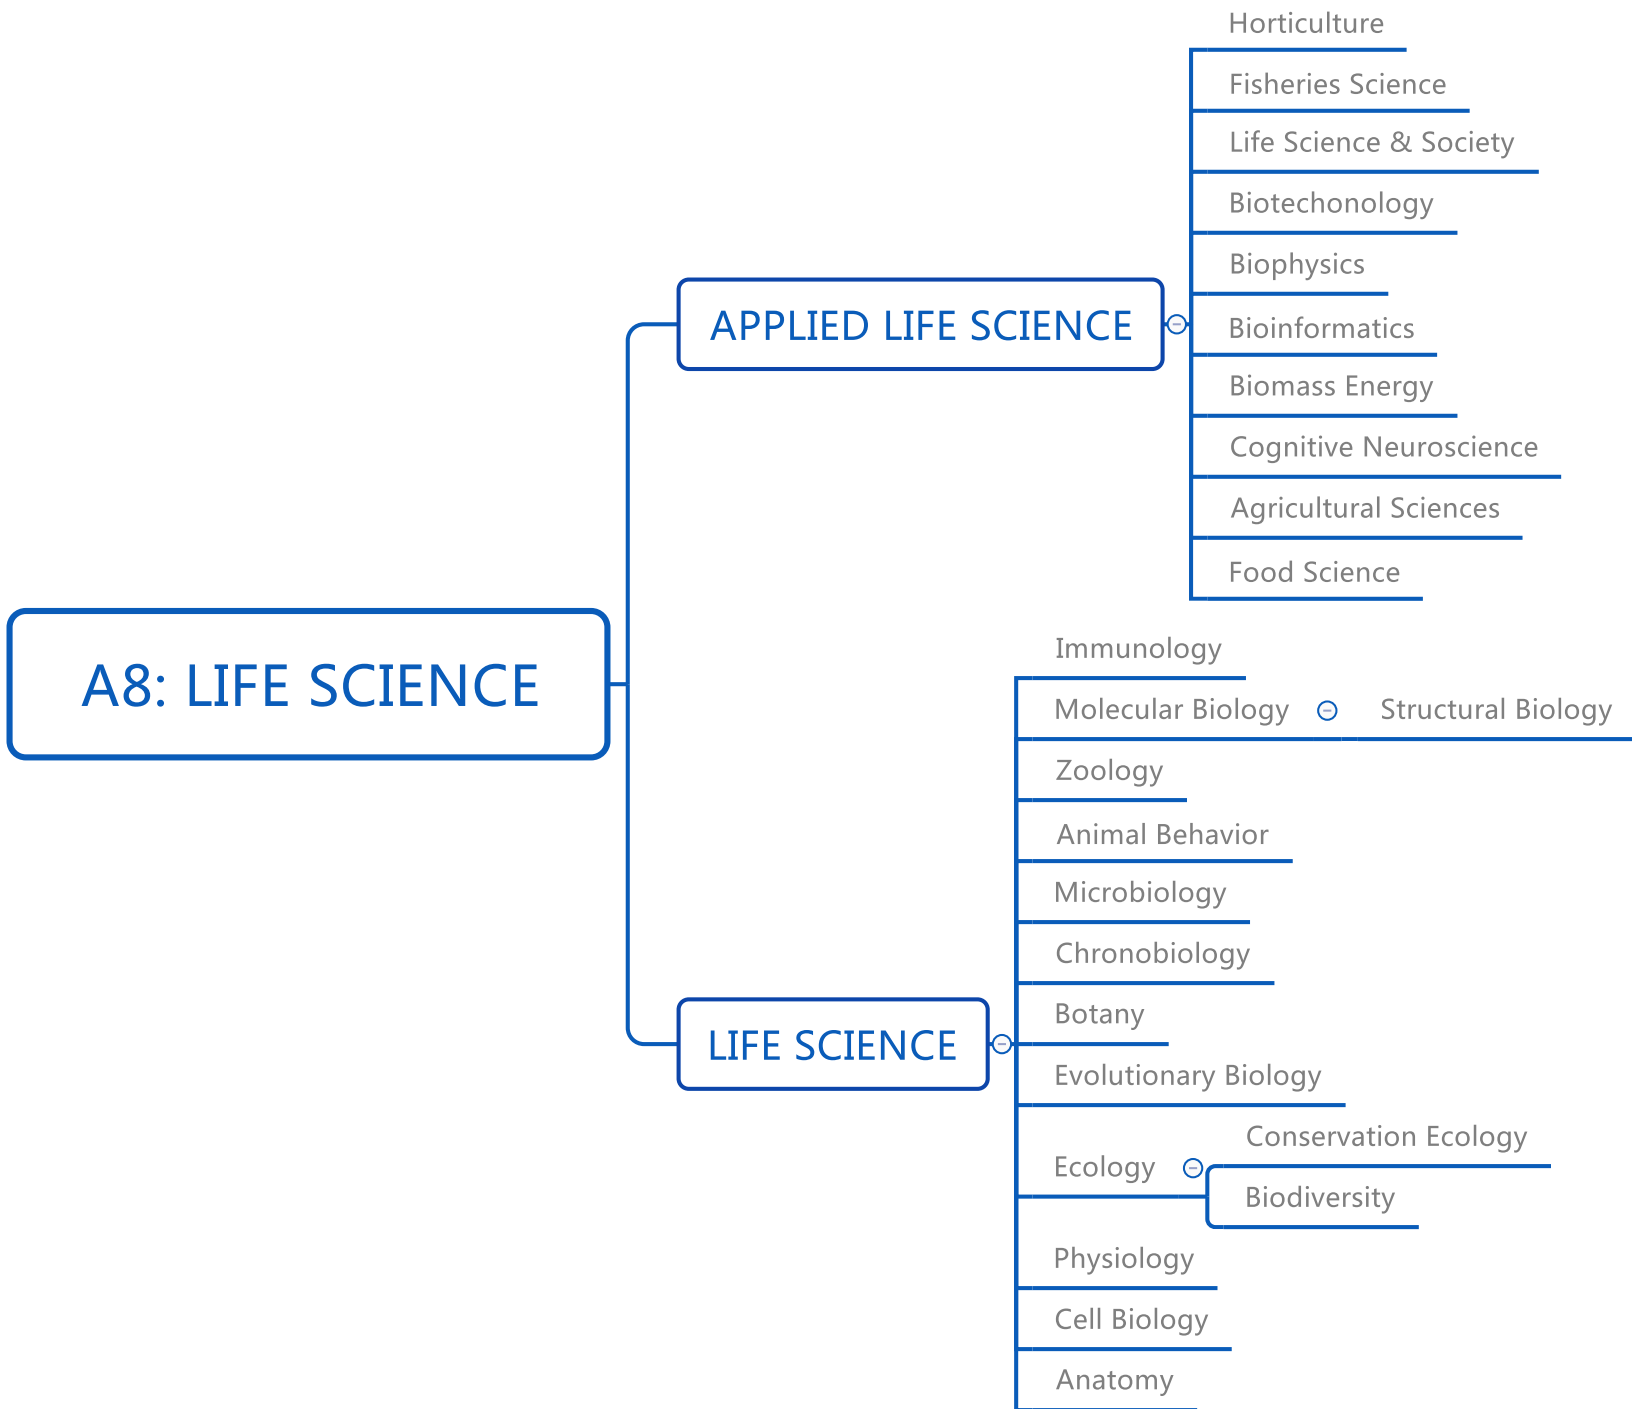 Horticulture
Fisheries Science
Life Science & Society
Biotechonology
Biophysics
APPLIED LIFE SCIENCE
Bioinformatics
Biomass Energy
Cognitive Neuroscience
Agricultural Sciences
Food Science
A8: LIFE SCIENCE
Immunology
Molecular Biology
Structural Biology
Zoology
Animal Behavior
Microbiology
Chronobiology
Botany
LIFE SCIENCE
Evolutionary Biology
Ecology
Conservation Ecology
Biodiversity
Physiology
Cell Biology
Anatomy